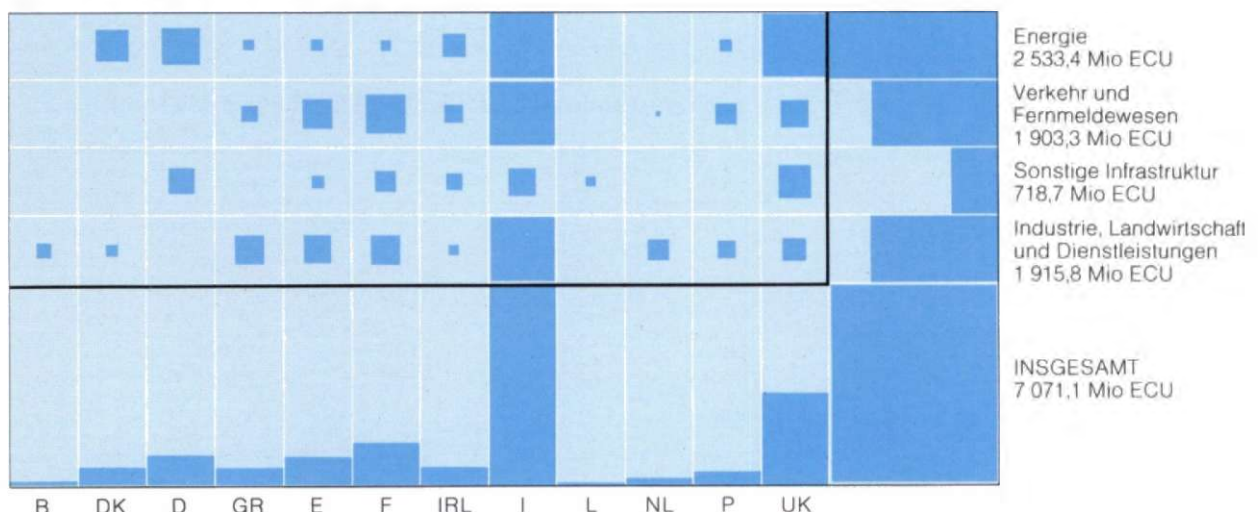 Energie
2 533,4 Mio ECU
Verkehr und
Fernmeldewesen
1 903,3 Mio ECU
Sonstige Infrastruktur
718,7 Mio ECU
Industrie, Landwirtschaft
und Dienstleistungen
1 915,8 Mio ECU
INSGESAMT
7 071,1 Mio ECU
B DK D GR E F IRL I L NL P UK